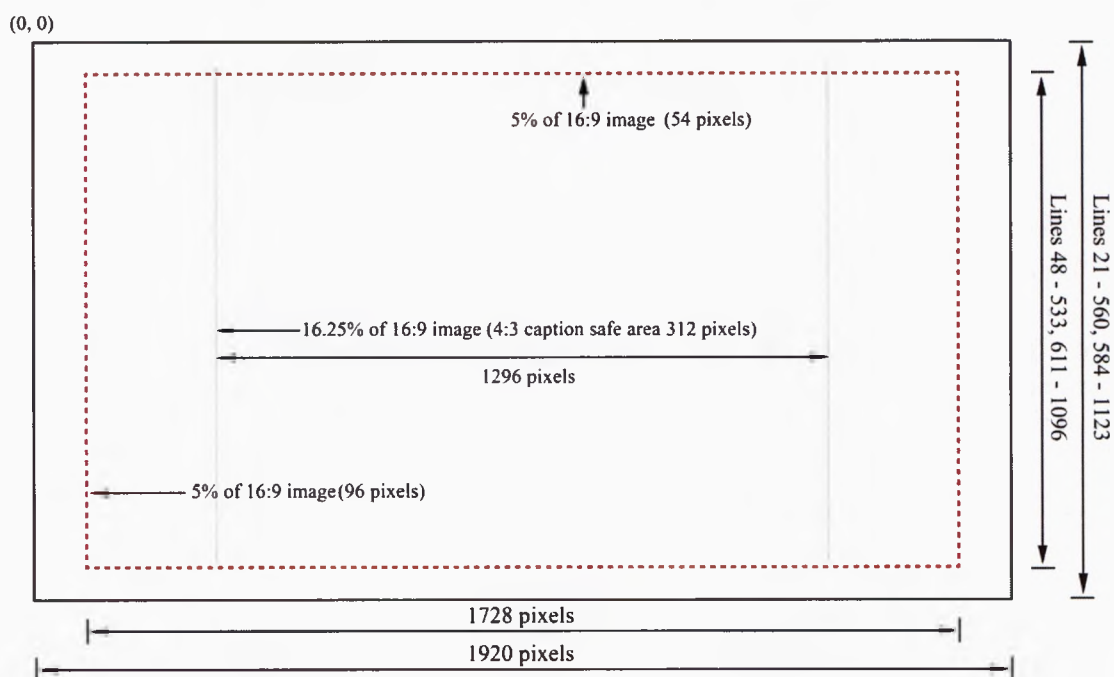 (0, 0)
5% of 16:9 image (54 pixels)
16.25% of 16:9 image (4:3 caption safe area 312 pixels)
1296 pixels
5% of 16:9 image(96 pixels)
1728 pixels
1920 pixels
Lines 48 - 533, 611 - 1096
Lines 21 - 560, 584 - 1123